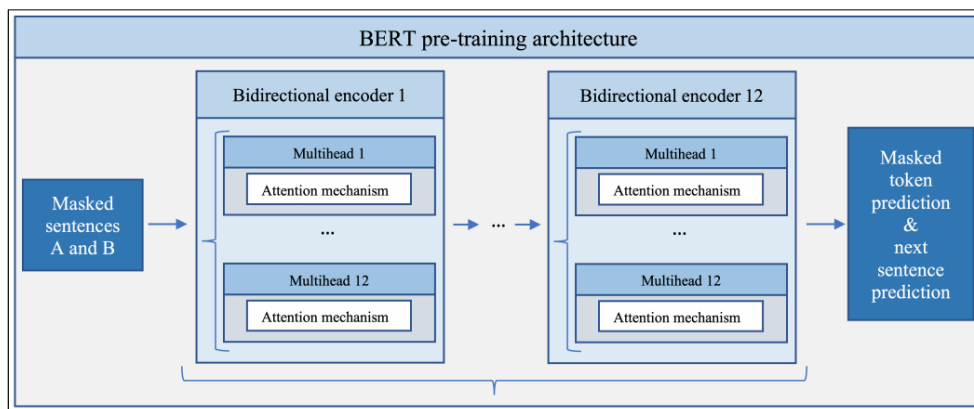 BERT pre-training architecture
Masked
sentences
A and B
Bidirectional encoder 1
Multihead 1
Attention mechanism
...
Multihead 12
Attention mechanism
...
Bidirectional encoder 12
Multihead 1
Attention mechanism
...
Multihead 12
Attention mechanism
Masked
token
prediction
&
next
sentence
prediction